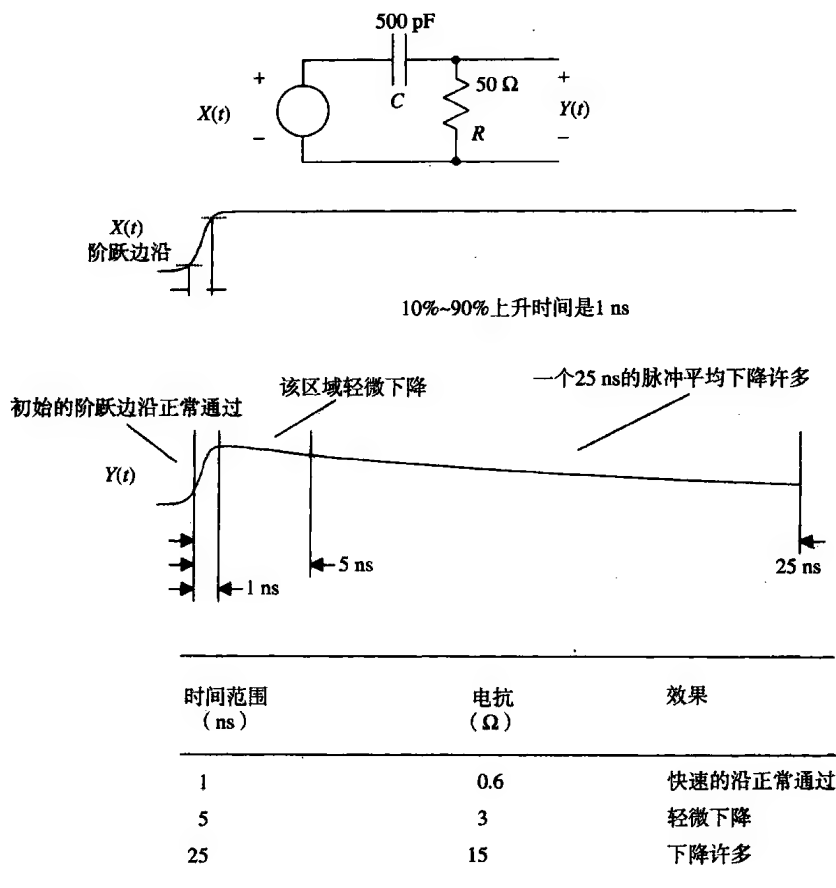 500 pF
+
X(t)
–
C
50 Ω
R
+
Y(t)
–
X(t)
阶跃边沿
10%~90%上升时间是1 ns
初始的阶跃边沿正常通过
该区域轻微下降
一个25 ns的脉冲平均下降许多
Y(t)
5 ns
25 ns
1 ns
时间范围 电抗 效果
（ns） （Ω）
1 0.6 快速的沿正常通过
5 3 轻微下降
25 15 下降许多